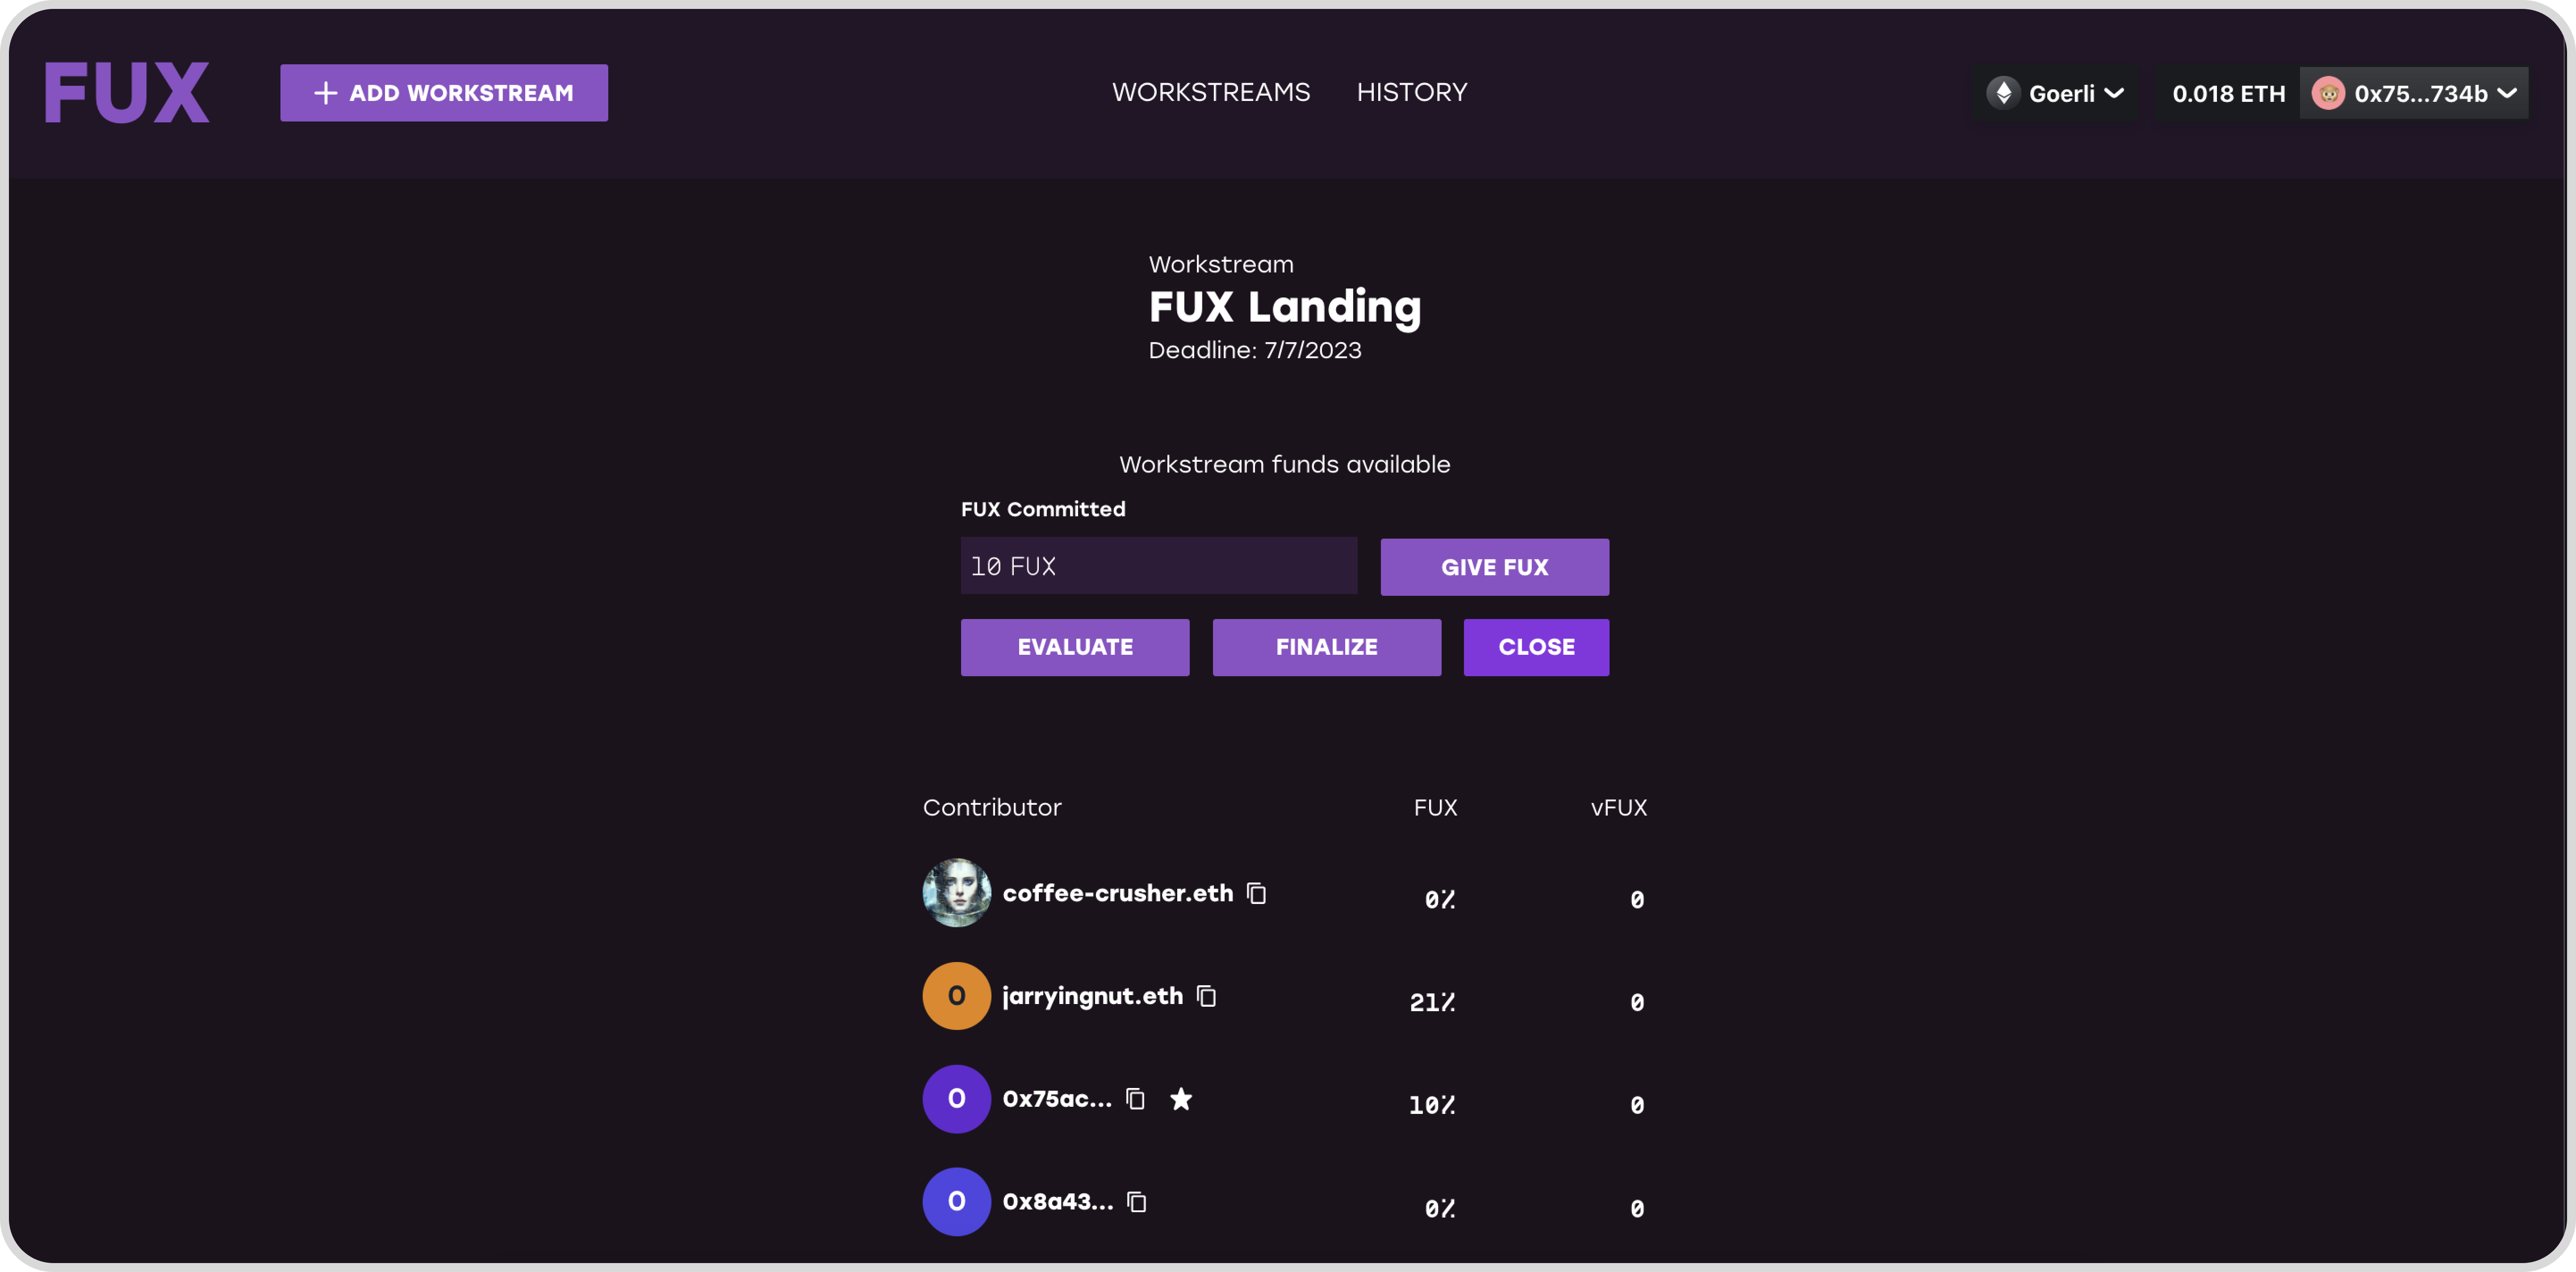 FUX
ADD WORKSTREAM
WORKSTREAMS HISTORY
Goerli 0.018 ETH 0x75...734b
Workstream
FUX Landing
Deadline: 7/7/2023
Workstream funds available
FUX Committed
10 FUX GIVE FUX
EVALUATE FINALIZE CLOSE
Contributor FUX vFUX
coffee-crusher.eth 0% 0
0 jarryingnut.eth 21% 0
0 0x75ac... 10% 0
0 0x8a43... 0% 0